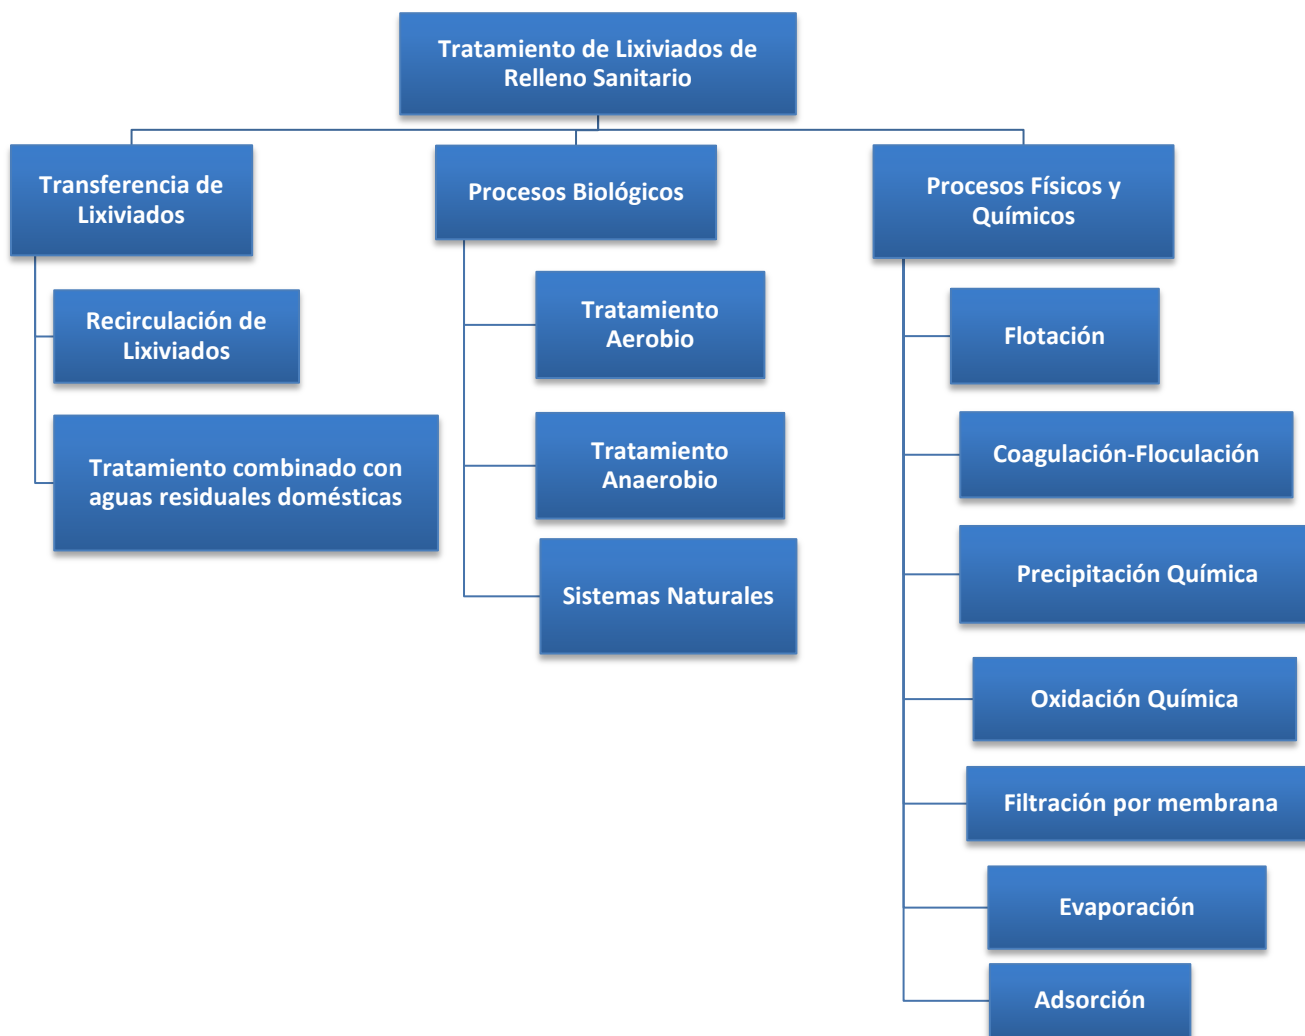 Tratamiento de Lixiviados de
Relleno Sanitario
Transferencia de
Lixiviados
Recirculación de
Lixiviados
Tratamiento combinado con
aguas residuales domésticas
Procesos Biológicos
Tratamiento
Aerobio
Tratamiento
Anaerobio
Sistemas Naturales
Procesos Físicos y
Químicos
Flotación
Coagulación-Floculación
Precipitación Química
Oxidación Química
Filtración por membrana
Evaporación
Adsorción